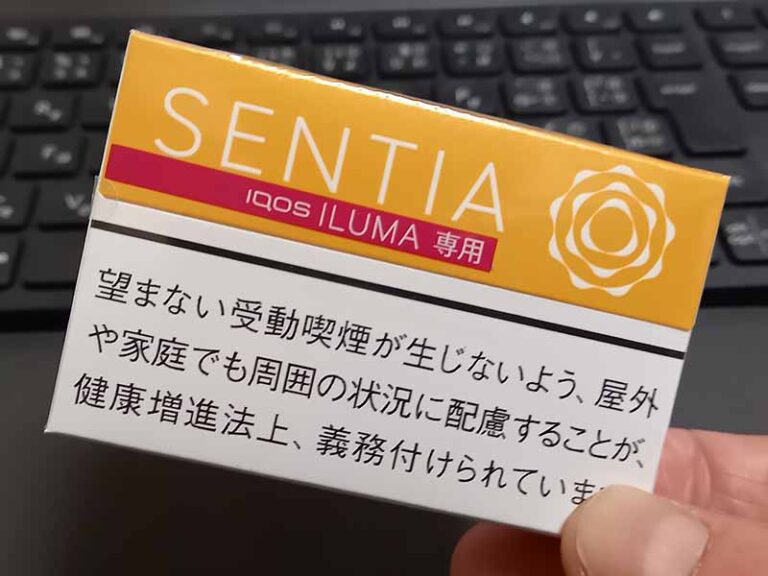 SENTIA
IQOS ILUMA 専用
望まない受動喫煙が生じないよう、屋外
や家庭でも周囲の状況に配慮することが、
健康増進法上、義務付けられていま